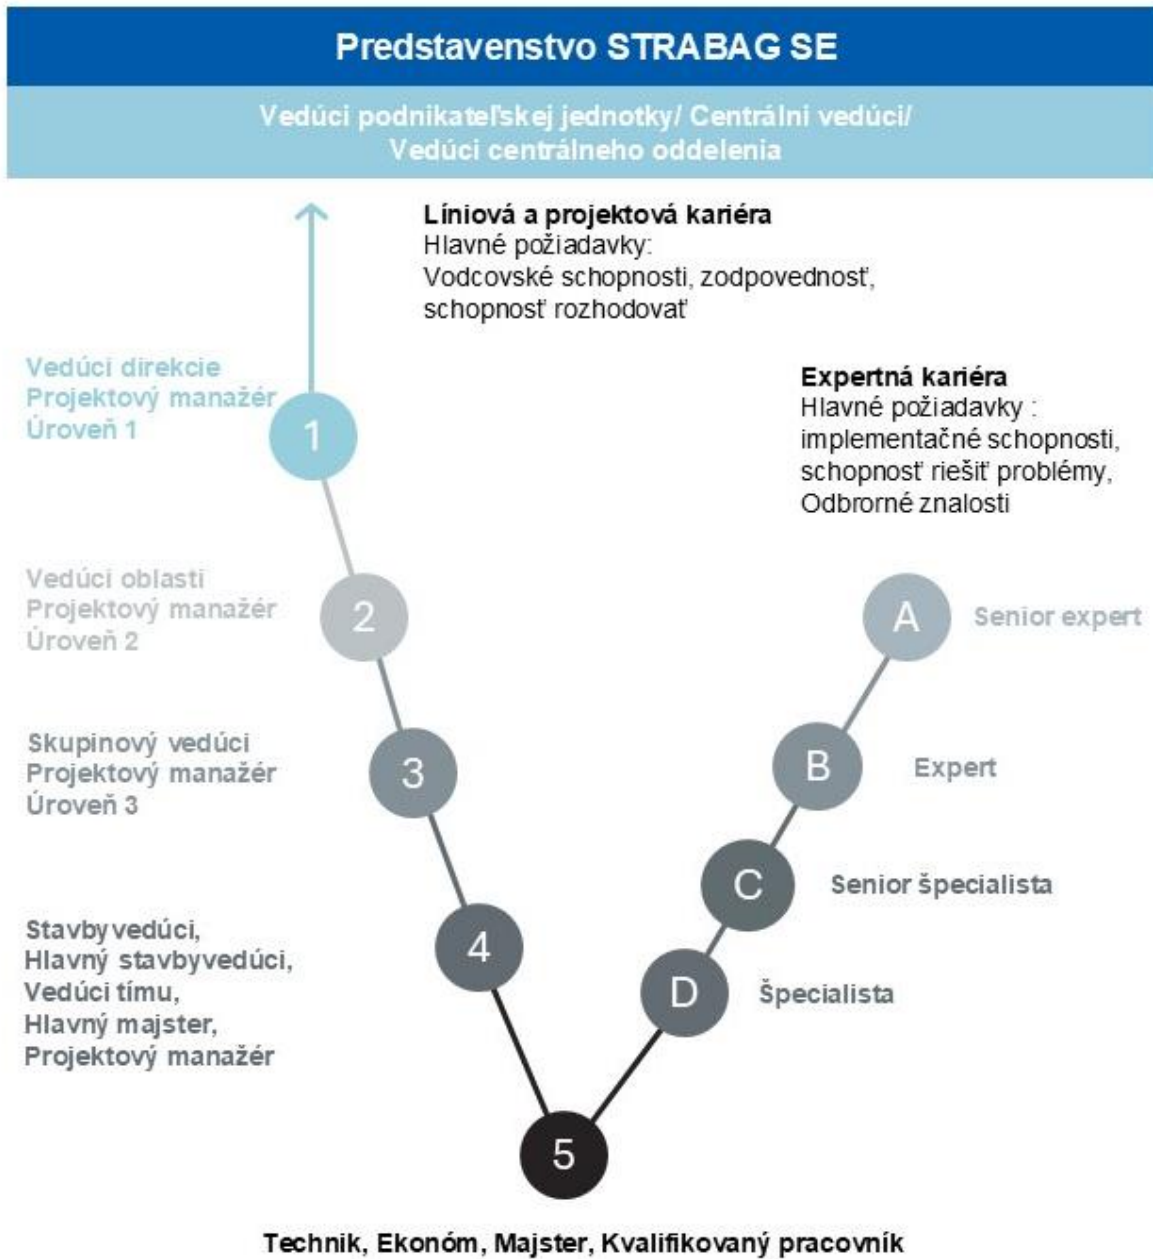 Predstavenstvo STRABAG SE
Vedúci podnikateľskej jednotky/ Centrálni vedúci/
Vedúci centrálneho oddelenia
Líniová a projektová kariéra
Hlavné požiadavky:
Vodcovské schopnosti, zodpovednosť,
schopnosť rozhodovať
Vedúci direkcie
Projektový manažér
Úroveň 1
1
Expertná kariéra
Hlavné požiadavky :
implementačné schopnosti,
schopnosť riešiť problémy,
Odbrorné znalosti
Vedúci oblasti
Projektový manažér
Úroveň 2
2
A
Senior expert
Skupinový vedúci
Projektový manažér
Úroveň 3
3
B
Expert
C
Senior špecialista
Stavbyvedúci,
Hlavný stavbyvedúci,
Vedúci tímu,
Hlavný majster,
Projektový manažér
4
D
Špecialista
5
Technik, Ekonóm, Majster, Kvalifikovaný pracovník